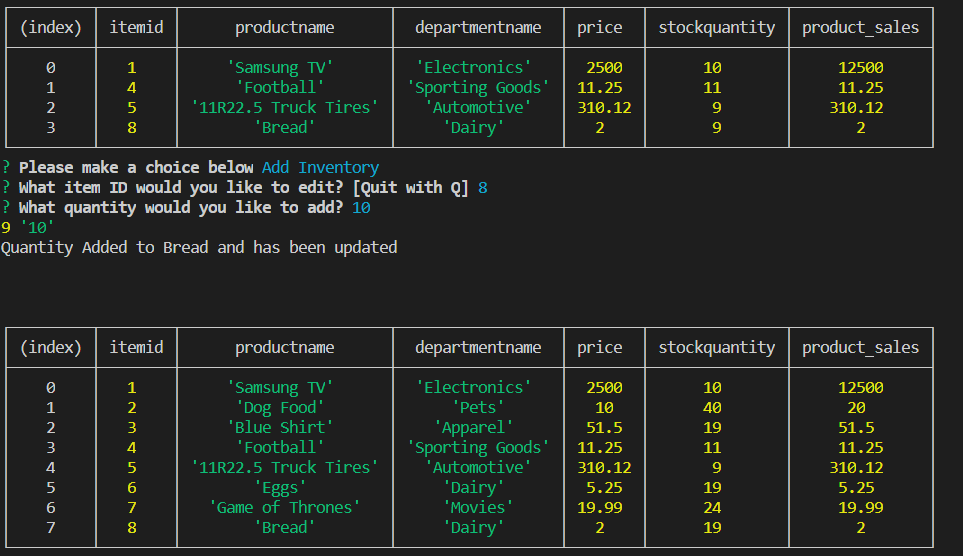 (index) itemid productname departmentname price stockquantity product_sales
0 1 'Samsung TV' 'Electronics' 2500 10 12500
1 4 'Football' 'Sporting Goods' 11.25 11 11.25
2 5 '11R22.5 Truck Tires' 'Automotive' 310.12 9 310.12
3 8 'Bread' 'Dairy' 2 9 2
? Please make a choice below Add Inventory
? What item ID would you like to edit? [Quit with Q] 8
? What quantity would you like to add? 10
9 '10'
Quantity Added to Bread and has been updated
(index) itemid productname departmentname price stockquantity product_sales
0 1 'Samsung TV' 'Electronics' 2500 10 12500
1 2 'Dog Food' 'Pets' 10 40 20
2 3 'Blue Shirt' 'Apparel' 51.5 19 51.5
3 4 'Football' 'Sporting Goods' 11.25 11 11.25
4 5 '11R22.5 Truck Tires' 'Automotive' 310.12 9 310.12
5 6 'Eggs' 'Dairy' 5.25 19 5.25
6 7 'Game of Thrones' 'Movies' 19.99 24 19.99
7 8 'Bread' 'Dairy' 2 19 2